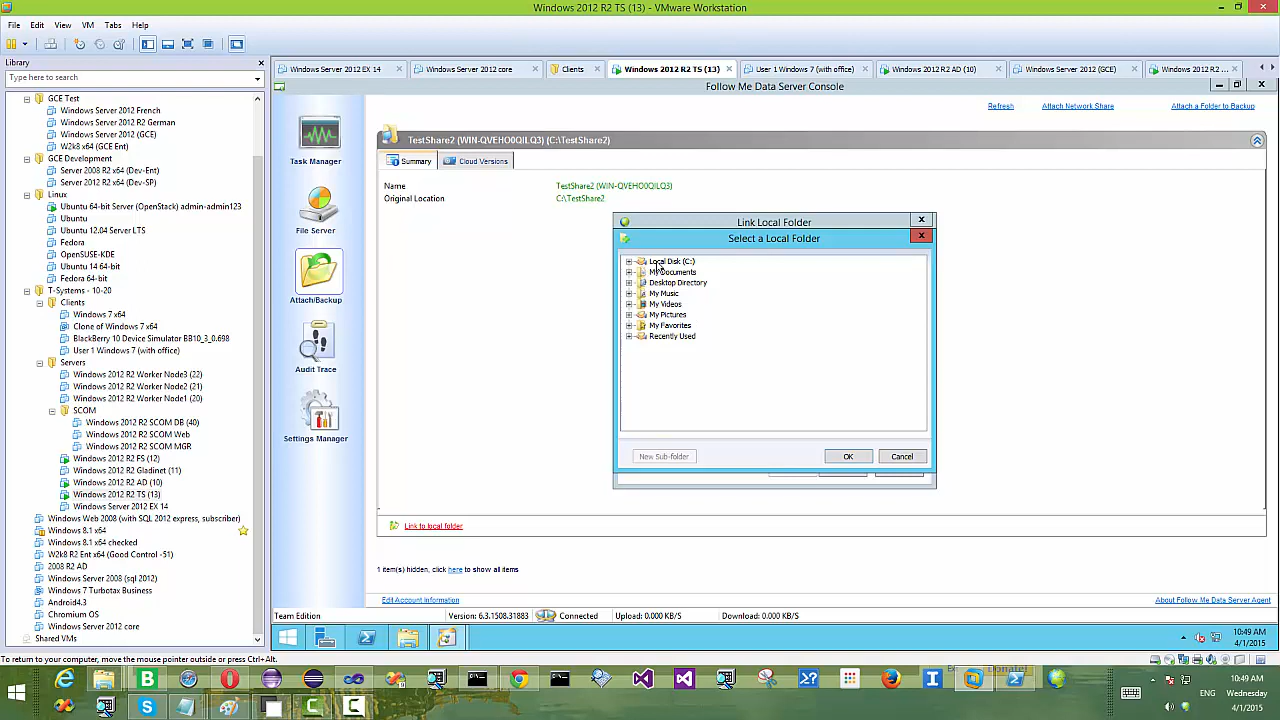 Windows 2012 R2 TS (13) - VMware Workstation
File Edit View VM Tabs Help
Library
Type here to search
GCE Test
Windows Server 2012 French
Windows Server 2012 R2 German
Windows Server 2012 (GCE)
W2k8 x64 (GCE Ent)
GCE Development
Server 2008 R2 x64 (Dev-Ent)
Server 2012 x64 (Dev-SP)
Linux
Ubuntu 64-bit Server (OpenStack) admin-admin123
Ubuntu
Ubuntu 12.04 Server LTS
Fedora
OpenSUSE-KDE
Ubuntu 14 64-bit
Fedora 64-bit
T-Systems - 10-20
Clients
Windows 7 x64
Clone of Windows 7 x64
BlackBerry 10 Device Simulator BB10_3_0.698
User 1 Windows 7 (with office)
Servers
Windows 2012 R2 Worker Node3 (22)
Windows 2012 R2 Worker Node2 (21)
Windows 2012 R2 Worker Node1 (20)
SCOM
Windows 2012 R2 SCOM DB (40)
Windows 2012 R2 SCOM Web
Windows 2012 R2 SCOM MGR
Windows 2012 R2 FS (12)
Windows 2012 R2 Gladinet (11)
Windows 2012 R2 AD (10)
Windows 2012 R2 TS (13)
Windows Server 2012 EX 14
Windows Web 2008 (with SQL 2012 express, subscriber)
Windows 8.1 x64
Windows 8.1 x64 checked
W2k8 R2 Ent x64 (Good Control -51)
2008 R2 AD
Windows Server 2008 (sql 2012)
Windows 7 Turbotax Business
Android4.3
Chromium OS
Windows Server 2012 core
Shared VMs
Windows Server 2012 EX 14
Windows Server 2012 core
Clients
Windows 2012 R2 TS (13)
User 1 Windows 7 (with office)
Windows 2012 R2 AD (10)
Windows Server 2012 (GCE)
Windows 2012 R2 ...
Follow Me Data Server Console
Refresh Attach Network Share Attach a Folder to Backup
Task Manager
File Server
Attach/Backup
Audit Trace
Settings Manager
TestShare2 (WIN-QVEHO0QILQ3) (C:\TestShare2)
Summary Cloud Versions
Name TestShare2 (WIN-QVEHO0QILQ3)
Original Location C:\TestShare2
Link Local Folder
Select a Local Folder
Local Disk (C:)
My Documents
Desktop Directory
My Music
My Videos
My Pictures
My Favorites
Recently Used
New Sub-folder OK Cancel
Link to local folder
1 item(s) hidden, click here to show all items
Edit Account Information About Follow Me Data Server Agent
Team Edition Version: 6.3.1508.31883 Connected Upload: 0.000 KB/S Download: 0.000 KB/S
10:49 AM
4/1/2015
To return to your computer, move the mouse pointer outside or press Ctrl+Alt.
10:49 AM
Wednesday
4/1/2015